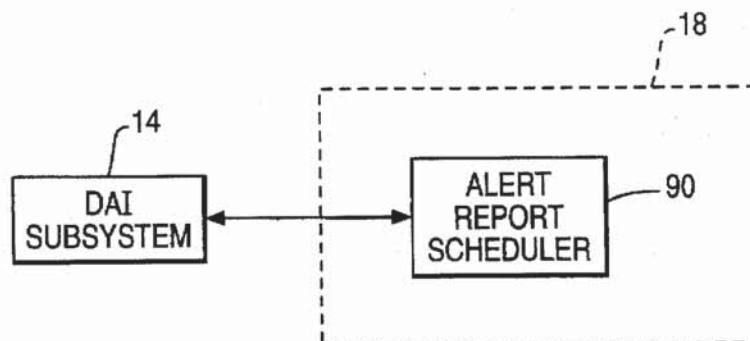 18
14
DAI
SUBSYSTEM
ALERT
REPORT
SCHEDULER
90